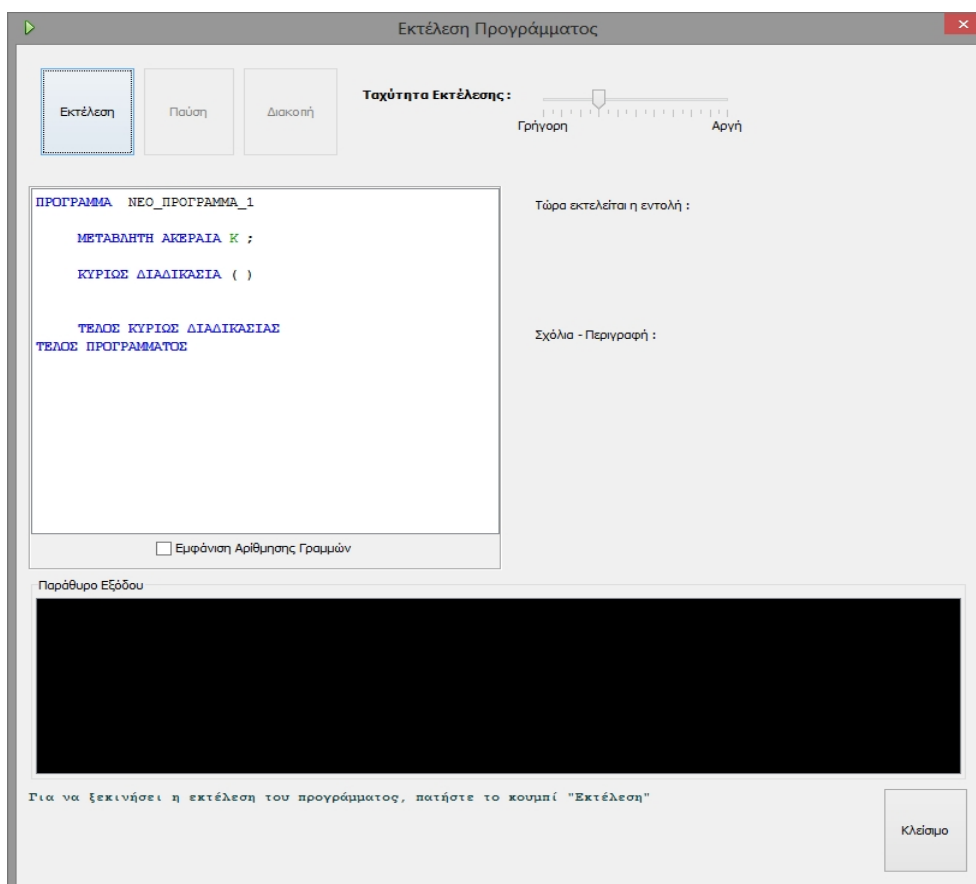 Εκτέλεση Προγράμματος
Εκτέλεση
Παύση
Διακοπή
Ταχύτητα Εκτέλεσης :
Γρήγορη
Αργή
ΠΡΟΓΡΑΜΜΑ ΝΕΟ_ΠΡΟΓΡΑΜΜΑ_1
ΜΕΤΑΒΛΗΤΗ ΑΚΕΡΑΙΑ Κ ;
ΚΥΡΙΩΣ ΔΙΑΔΙΚΑΣΙΑ ( )
ΤΕΛΟΣ ΚΥΡΙΩΣ ΔΙΑΔΙΚΑΣΙΑΣ
ΤΕΛΟΣ ΠΡΟΓΡΑΜΜΑΤΟΣ
Τώρα εκτελείται η εντολή :
Σχόλια - Περιγραφή :
Εμφάνιση Αρίθμησης Γραμμών
Παράθυρο Εξόδου
Για να ξεκινήσει η εκτέλεση του προγράμματος, πατήστε το κουμπί "Εκτέλεση"
Κλείσιμο